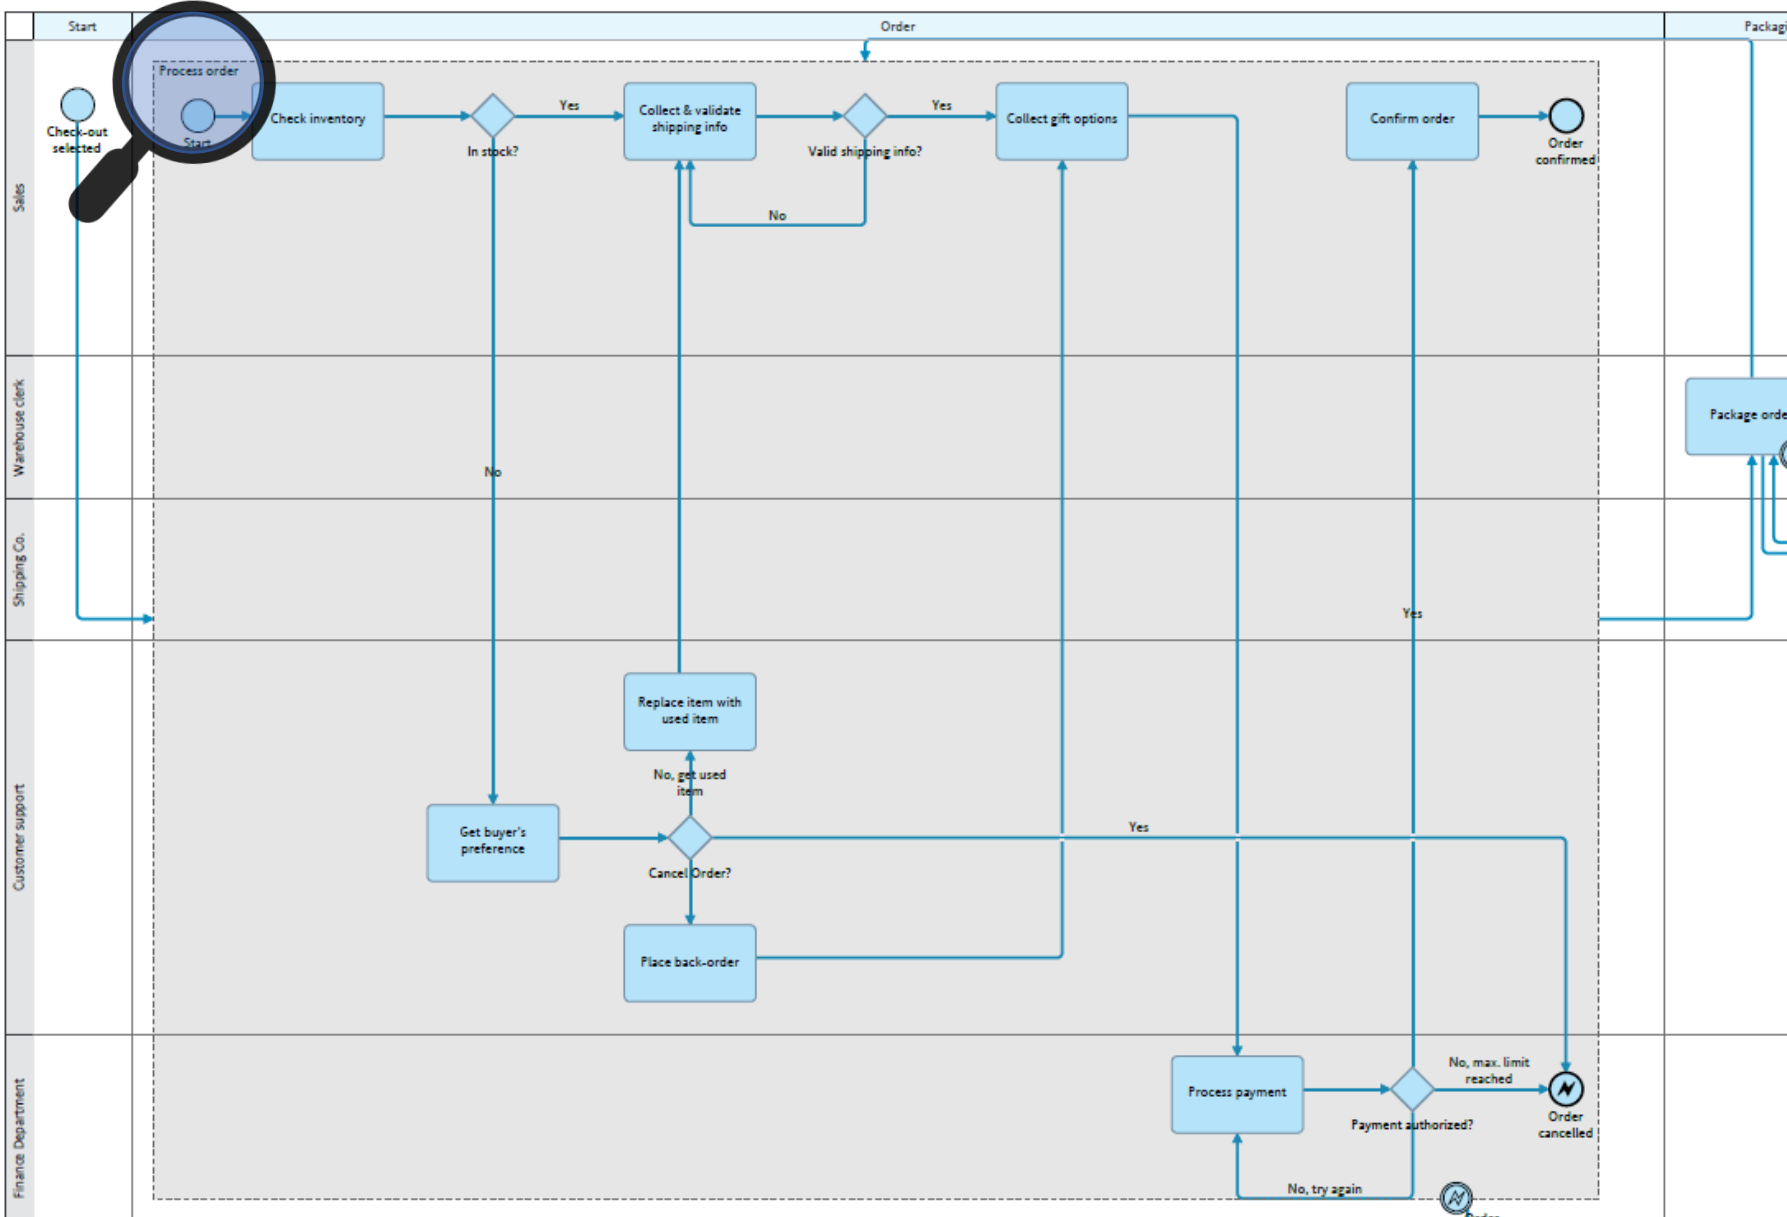 Start
Order
Packagi
Sales
Process order
Start
Check-out
selected
Check inventory
In stock?
Yes
Collect & validate
shipping info
Valid shipping info?
Yes
No
Collect gift options
Confirm order
Order
confirmed
Warehouse clerk
No
Package orde
Shipping Co.
Yes
Customer support
Replace item with
used item
No, get used
item
Get buyer's
preference
Cancel Order?
Yes
Place back-order
Finance Department
Process payment
Payment authorized?
No, max. limit
reached
Order
cancelled
No, try again
Order